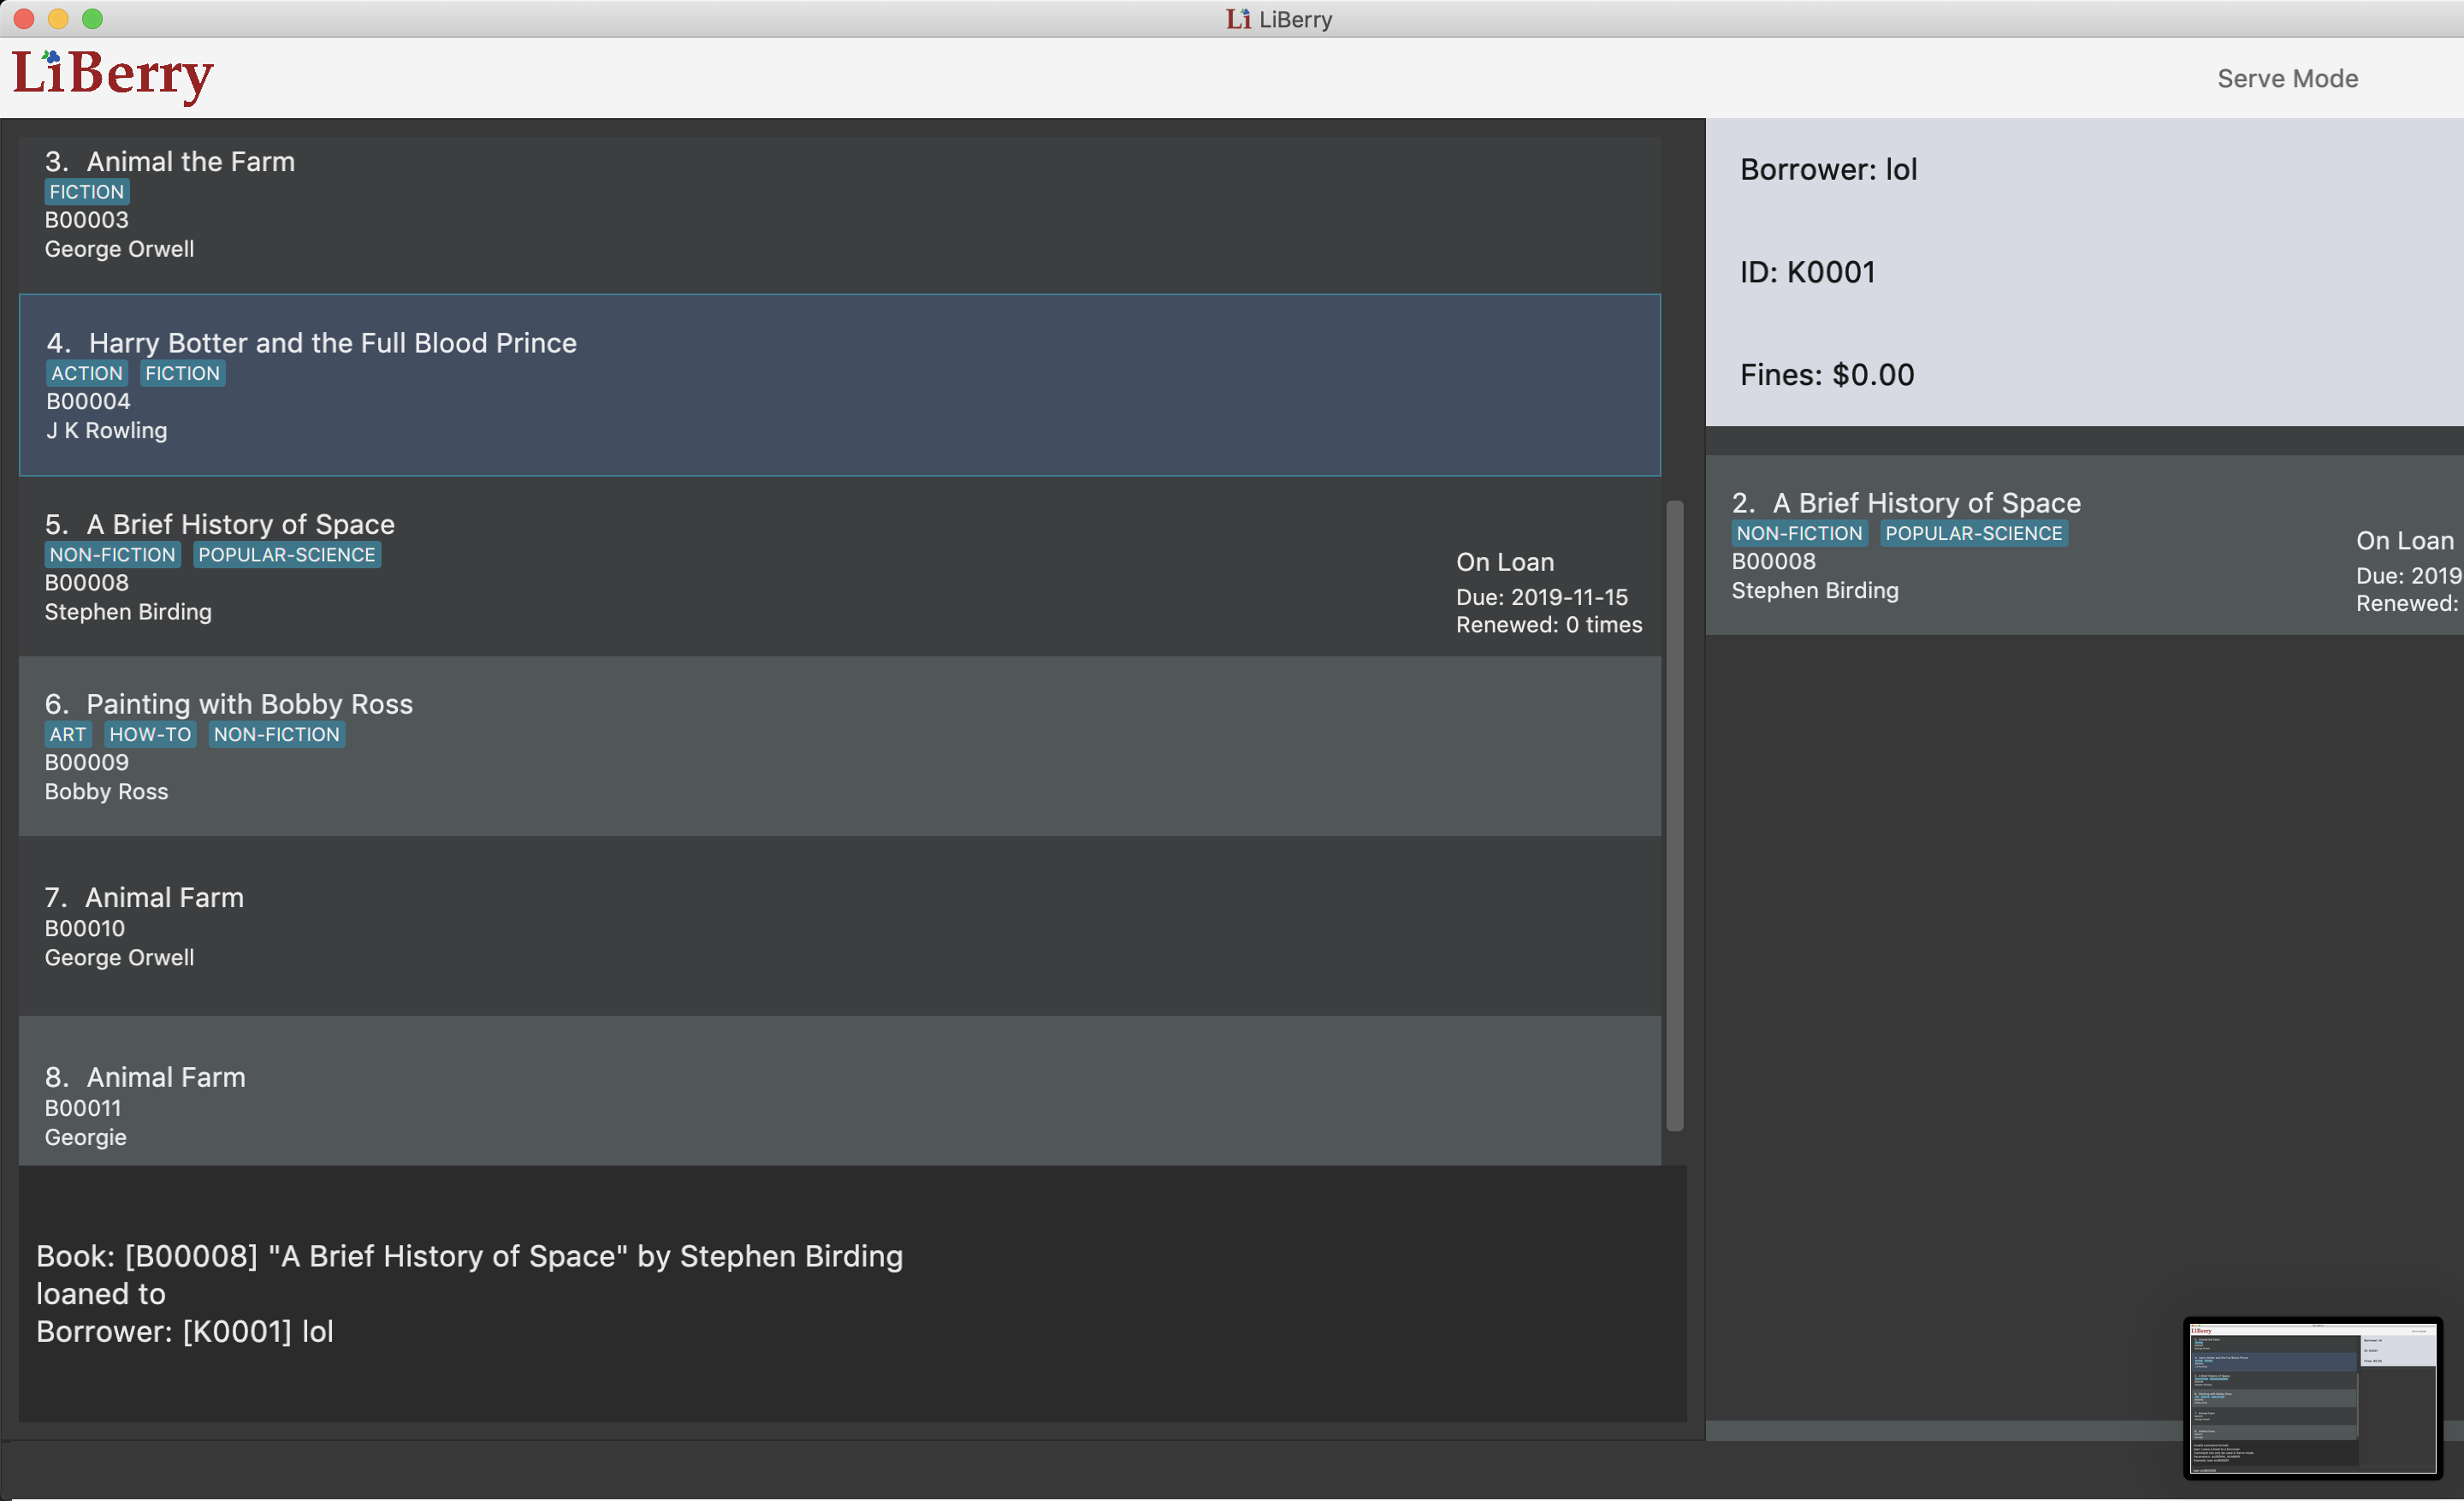 LiBerry
LiBerry
Serve Mode
3. Animal the Farm
FICTION
B00003
George Orwell
4. Harry Botter and the Full Blood Prince
ACTION FICTION
B00004
J K Rowling
5. A Brief History of Space
NON-FICTION POPULAR-SCIENCE
B00008
Stephen Birding
On Loan
Due: 2019-11-15
Renewed: 0 times
6. Painting with Bobby Ross
ART HOW-TO NON-FICTION
B00009
Bobby Ross
7. Animal Farm
B00010
George Orwell
8. Animal Farm
B00011
Georgie
Book: [B00008] "A Brief History of Space" by Stephen Birding
loaned to
Borrower: [K0001] lol
Borrower: lol
ID: K0001
Fines: $0.00
2. A Brief History of Space
NON-FICTION POPULAR-SCIENCE
B00008
Stephen Birding
On Loan
Due: 2019
Renewed: